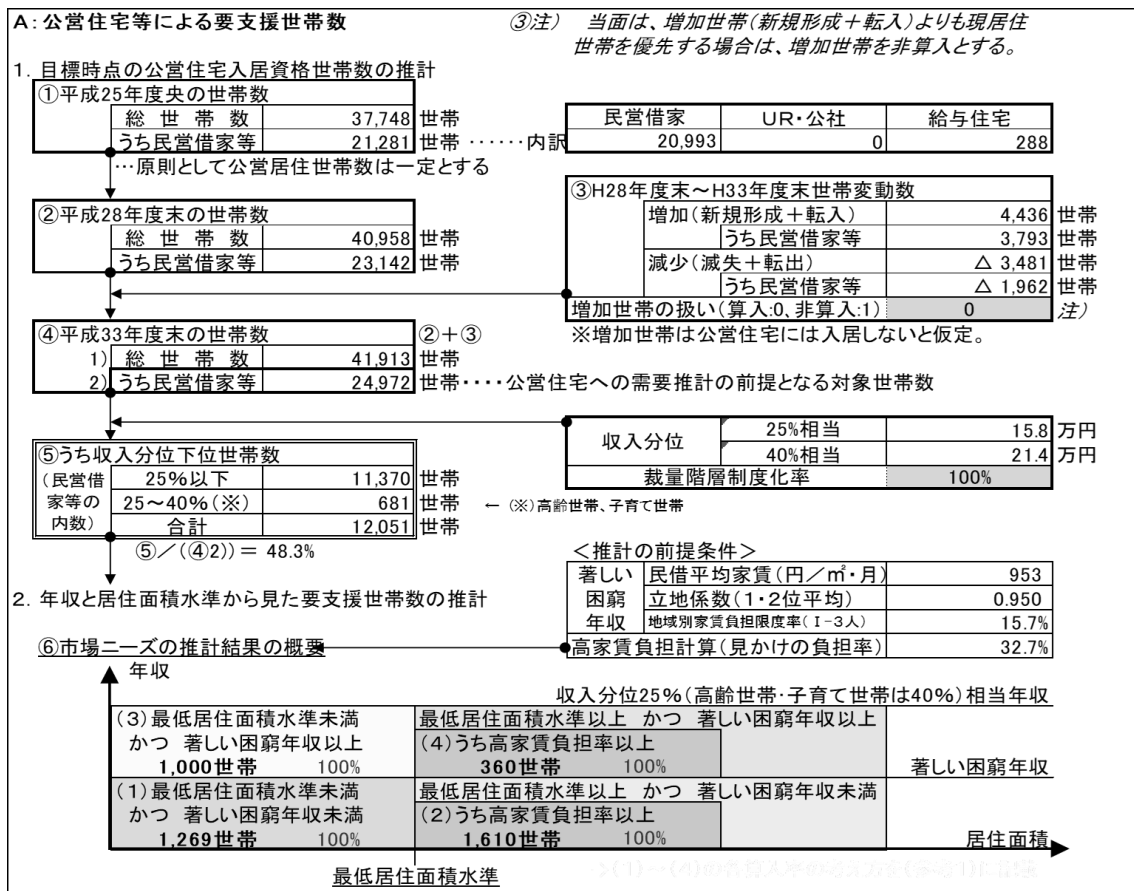 A：公営住宅等による要支援世帯数
③注） 当面は、増加世帯（新規形成＋転入）よりも現居住
世帯を優先する場合は、増加世帯を非算入とする。
1．目標時点の公営住宅入居資格世帯数の推計
①平成25年度央の世帯数
総 世 帯 数 37,748 世帯
うち民営借家等 21,281 世帯 ‥‥‥内訳
民営借家 UR・公社 給与住宅
20,993 0 288
…原則として公営居住世帯数は一定とする
②平成28年度末の世帯数
総 世 帯 数 40,958 世帯
うち民営借家等 23,142 世帯
③H28年度末～H33年度末世帯変動数
増加（新規形成＋転入） 4,436 世帯
うち民営借家等 3,793 世帯
減少（滅失＋転出） △ 3,481 世帯
うち民営借家等 △ 1,962 世帯
増加世帯の扱い（算入:0、非算入:1） 0 注）
※増加世帯は公営住宅には入居しないと仮定。
④平成33年度末の世帯数 ②＋③
1) 総 世 帯 数 41,913 世帯
2) うち民営借家等 24,972 世帯‥‥公営住宅への需要推計の前提となる対象世帯数
収入分位 25%相当 15.8 万円
40%相当 21.4 万円
裁量階層制度化率 100%
⑤うち収入分位下位世帯数
（民営借家等の内数） 25%以下 11,370 世帯
25～40%（※） 681 世帯 ← （※）高齢世帯、子育て世帯
合計 12,051 世帯
⑤／（④2））＝ 48.3%
＜推計の前提条件＞
著しい困窮年収 民借平均家賃（円／㎡・月） 953
立地係数（1・2位平均） 0.950
地域別家賃負担限度率（Ⅰ-3人） 15.7%
高家賃負担計算（見かけの負担率） 32.7%
2．年収と居住面積水準から見た要支援世帯数の推計
⑥市場ニーズの推計結果の概要
年収
収入分位25%（高齢世帯・子育て世帯は40%）相当年収
（3）最低居住面積水準未満
かつ 著しい困窮年収以上
1,000世帯 100%
最低居住面積水準以上 かつ 著しい困窮年収以上
（4）うち高家賃負担率以上
360世帯 100%
著しい困窮年収
（1）最低居住面積水準未満
かつ 著しい困窮年収未満
1,269世帯 100%
最低居住面積水準以上 かつ 著しい困窮年収未満
（2）うち高家賃負担率以上
1,610世帯 100%
居住面積
最低居住面積水準